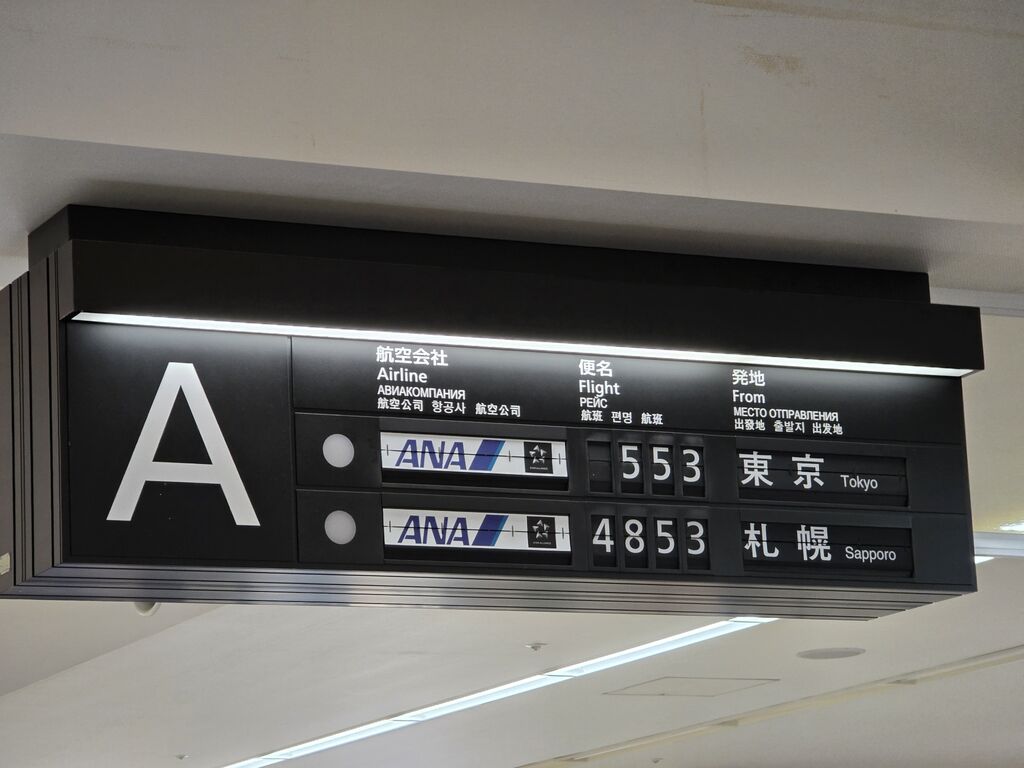 A
航空会社
Airline
АВИАКОМПАНИЯ
航空公司 항공사 航空公司
便名
Flight
РЕЙС
航班 편명 航班
発地
From
МЕСТО ОТПРАВЛЕНИЯ
出發地 출발지 出发地
ANA 553 東京 Tokyo
ANA 4853 札幌 Sapporo